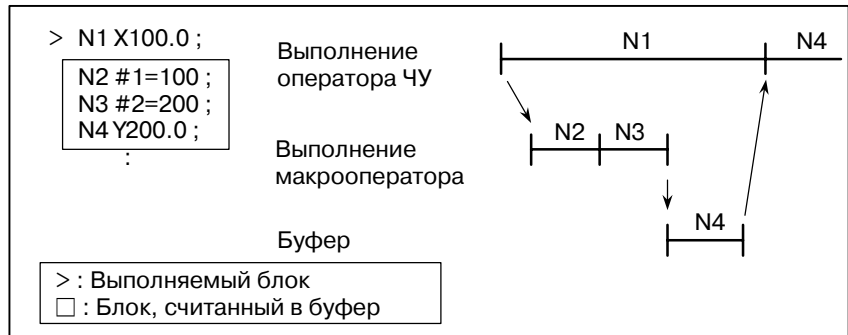 > N1 X100.0 ;
N2 #1=100 ;
N3 #2=200 ;
N4 Y200.0 ;
:
Выполнение
оператора ЧУ
N1
N4
Выполнение
макрооператора
N2
N3
Буфер
N4
> : Выполняемый блок
□ : Блок, считанный в буфер